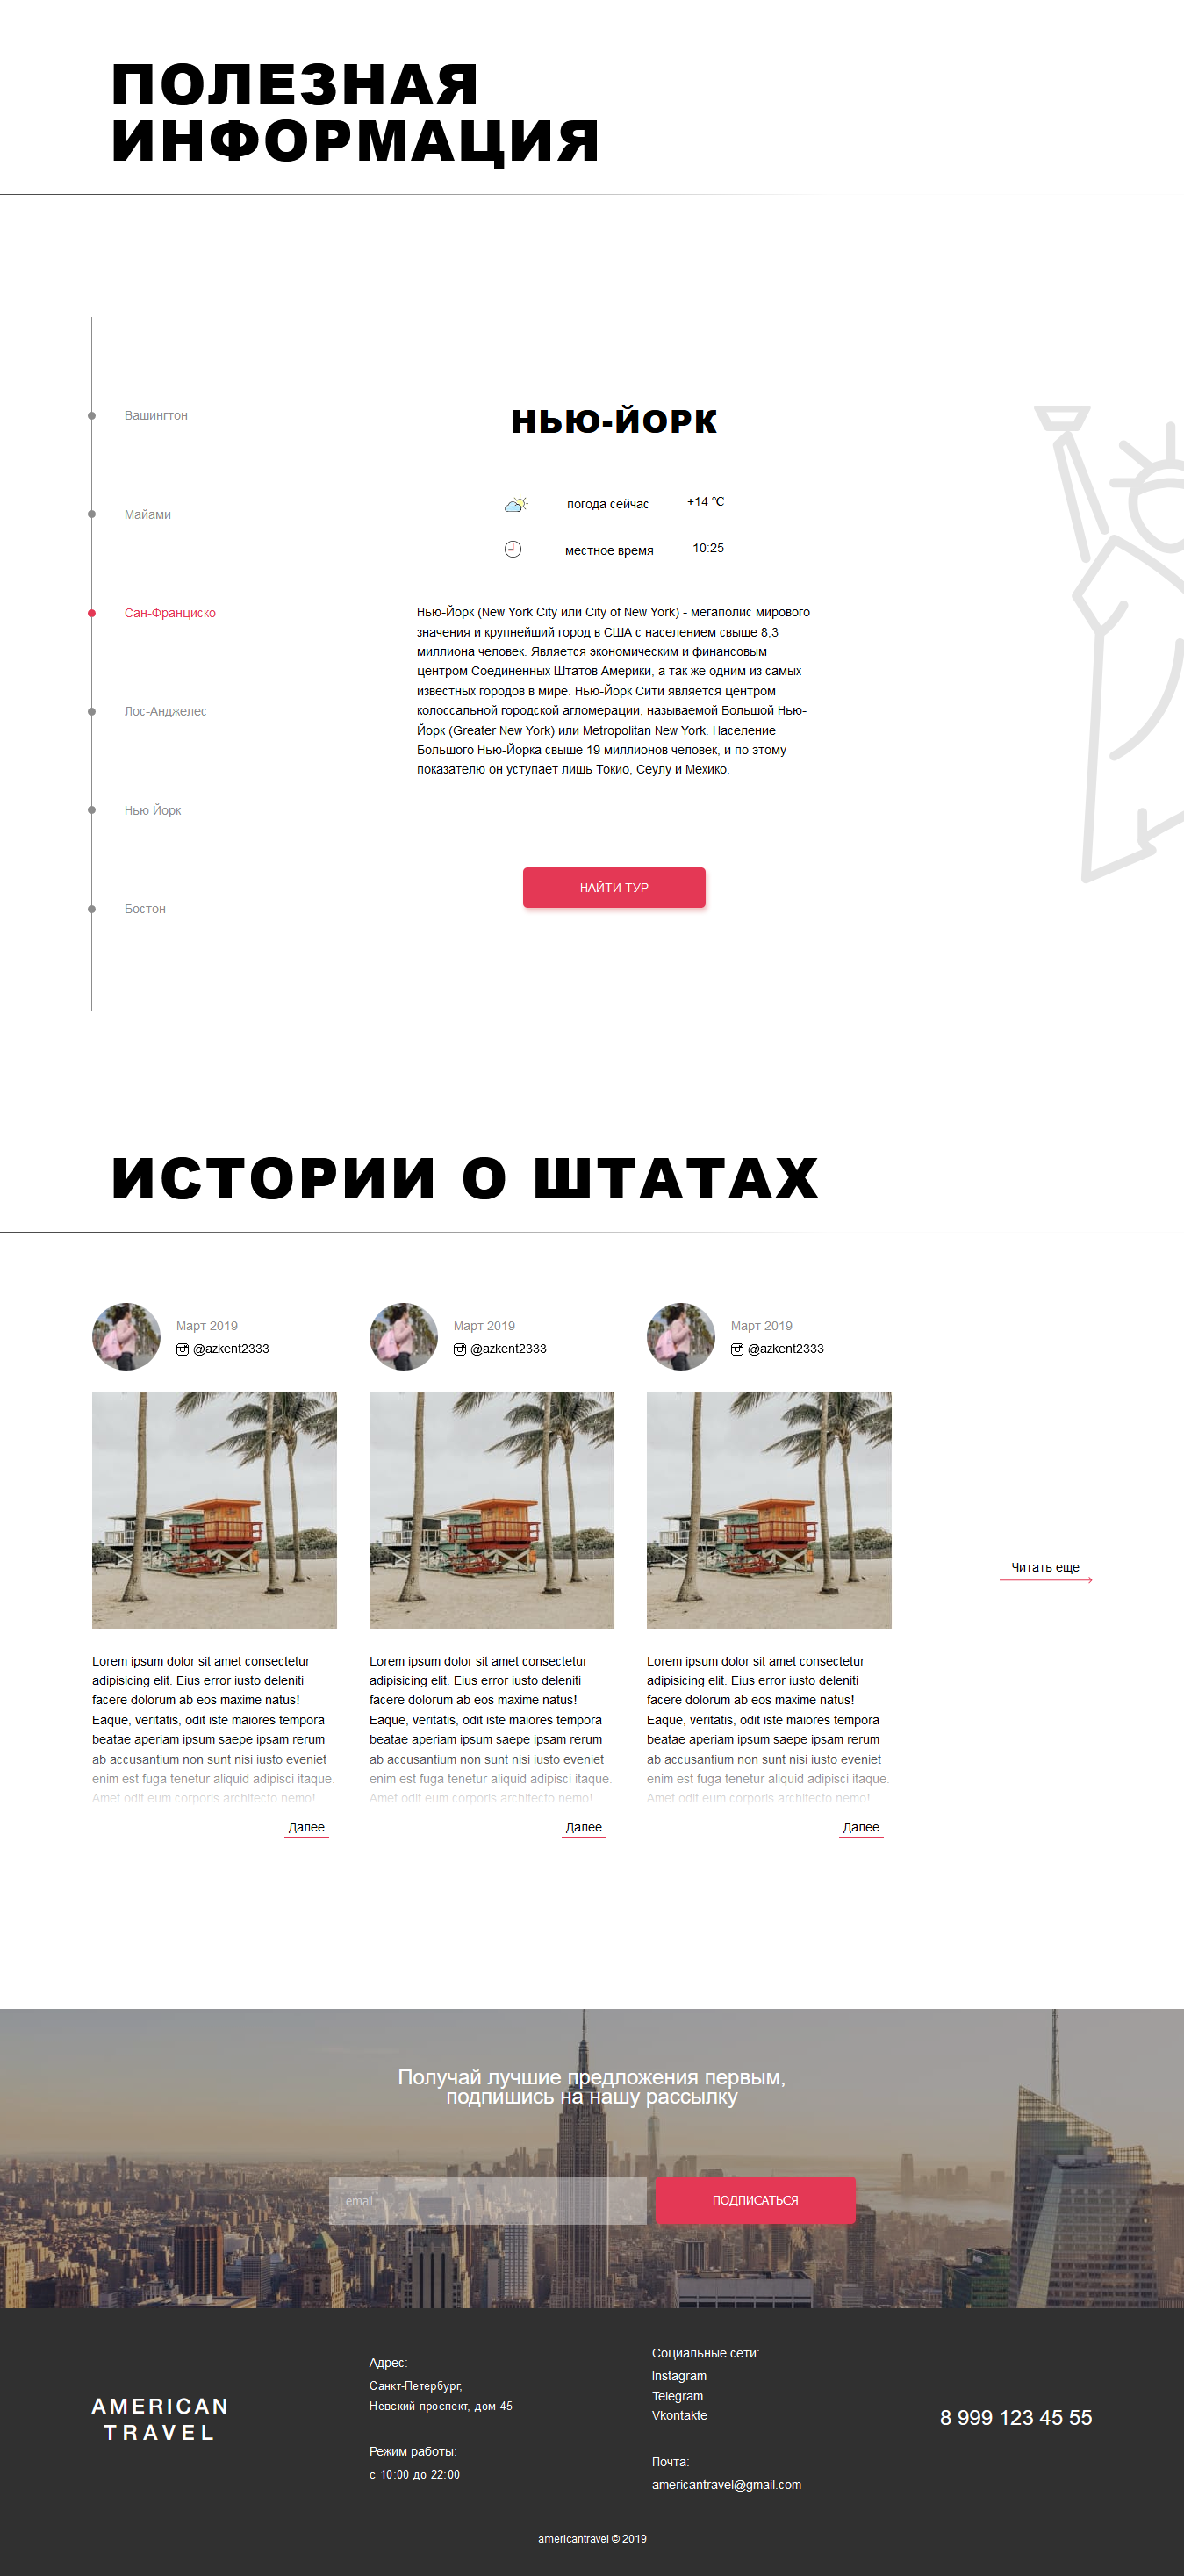 ПОЛЕЗНАЯ
ИНФОРМАЦИЯ
Вашингтон
Майами
Сан-Франциско
Лос-Анджелес
Нью Йорк
Бостон
НЬЮ-ЙОРК
погода сейчас +14 °C
местное время 10:25
Нью-Йорк (New York City или City of New York) - мегаполис мирового
значения и крупнейший город в США с населением свыше 8,3
миллиона человек. Является экономическим и финансовым
центром Соединенных Штатов Америки, а так же одним из самых
известных городов в мире. Нью-Йорк Сити является центром
колоссальной городской агломерации, называемой Большой Нью-
Йорк (Greater New York) или Metropolitan New York. Население
Большого Нью-Йорка свыше 19 миллионов человек, и по этому
показателю он уступает лишь Токио, Сеулу и Мехико.
НАЙТИ ТУР
ИСТОРИИ О ШТАТАХ
Март 2019
@azkent2333
Lorem ipsum dolor sit amet consectetur
adipisicing elit. Eius error iusto deleniti
facere dolorum ab eos maxime natus!
Eaque, veritatis, odit iste maiores tempora
beatae aperiam ipsum saepe ipsam rerum
ab accusantium non sunt nisi iusto eveniet
enim est fuga tenetur aliquid adipisci itaque.
Amet odit eum corporis architecto nemo!
Далее
Март 2019
@azkent2333
Lorem ipsum dolor sit amet consectetur
adipisicing elit. Eius error iusto deleniti
facere dolorum ab eos maxime natus!
Eaque, veritatis, odit iste maiores tempora
beatae aperiam ipsum saepe ipsam rerum
ab accusantium non sunt nisi iusto eveniet
enim est fuga tenetur aliquid adipisci itaque.
Amet odit eum corporis architecto nemo!
Далее
Март 2019
@azkent2333
Lorem ipsum dolor sit amet consectetur
adipisicing elit. Eius error iusto deleniti
facere dolorum ab eos maxime natus!
Eaque, veritatis, odit iste maiores tempora
beatae aperiam ipsum saepe ipsam rerum
ab accusantium non sunt nisi iusto eveniet
enim est fuga tenetur aliquid adipisci itaque.
Amet odit eum corporis architecto nemo!
Далее
Читать еще
Получай лучшие предложения первым,
подпишись на нашу рассылку
email
ПОДПИСАТЬСЯ
AMERICAN
TRAVEL
Адрес:
Санкт-Петербург,
Невский проспект, дом 45
Режим работы:
с 10:00 до 22:00
Социальные сети:
Instagram
Telegram
Vkontakte
Почта:
americantravel@gmail.com
8 999 123 45 55
americantravel © 2019